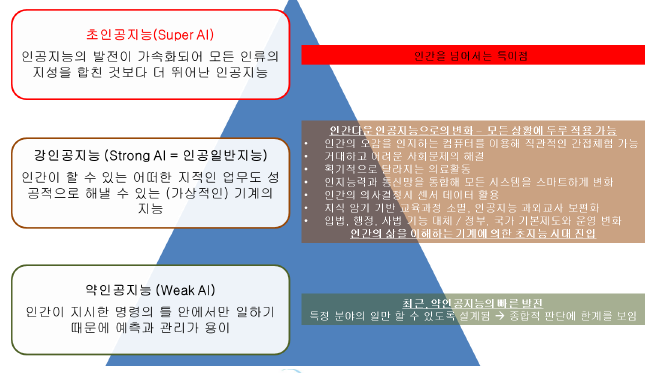 초인공지능(Super AI)
인공지능의 발전이 가속화되어 모든 인류의
지성을 합친 것보다 더 뛰어난 인공지능
인간을 넘어서는 특이점
강인공지능 (Strong AI = 인공일반지능)
인간이 할 수 있는 어떠한 지적인 업무도 성
공적으로 해낼 수 있는 (가상적인) 기계의
지능
인간다운 인공지능으로의 변화 – 모든 상황에 두루 적용 가능
• 인간의 오감을 인지하는 컴퓨터를 이용해 직관적인 간접체험 가능
• 거대하고 어려운 사회문제의 해결
• 획기적으로 달라지는 의료활동
• 인지능력과 통신망을 통합해 모든 시스템을 스마트하게 변화
• 인간의 의사결정시 센서 데이터 활용
• 지식 암기 기반 교육과정 소멸, 인공지능 과외교사 보편화
• 입법, 행정, 사법 기능 대체 / 정부, 국가 기본제도와 운영 변화
인간의 삶을 이해하는 기계에 의한 초지능 시대 진입
약인공지능 (Weak AI)
인간이 지시한 명령의 틀 안에서만 일하기
때문에 예측과 관리가 용이
최근, 약인공지능의 빠른 발전
특정 분야의 일만 할 수 있도록 설계됨 → 종합적 판단에 한계를 보임